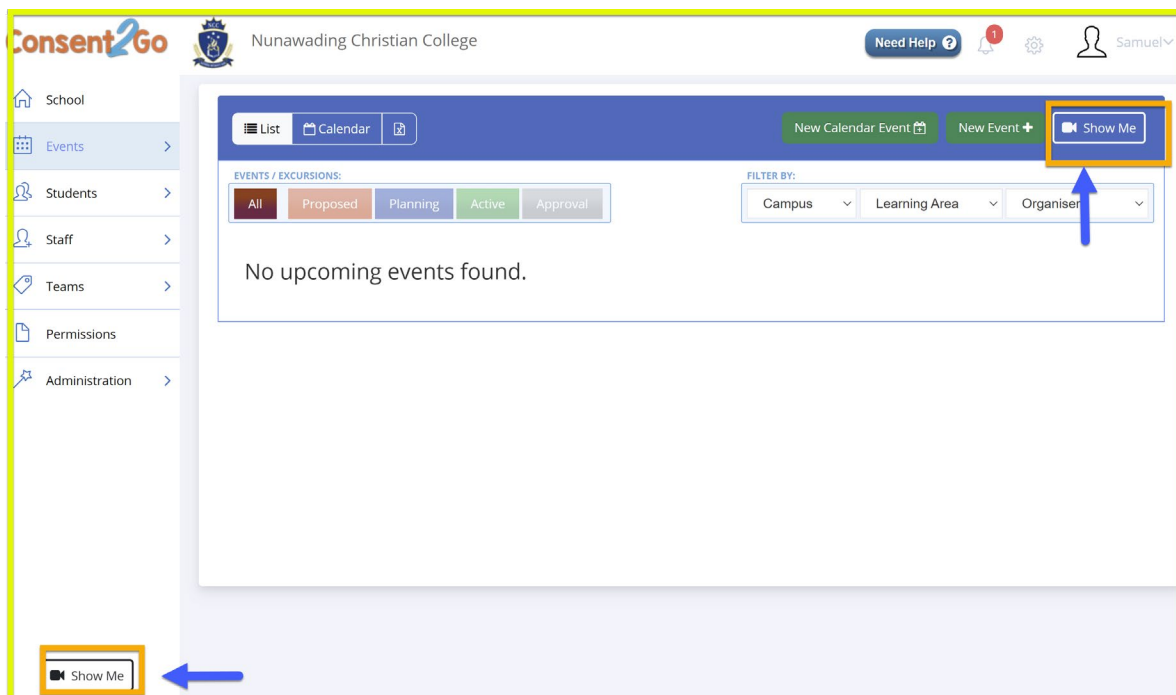 Consent2Go
Nunawading Christian College
Need Help ?
1
Samuel
School
Events
Students
Staff
Teams
Permissions
Administration
List
Calendar
New Calendar Event
New Event +
Show Me
EVENTS / EXCURSIONS:
All
Proposed
Planning
Active
Approval
FILTER BY:
Campus
Learning Area
Organiser
No upcoming events found.
Show Me